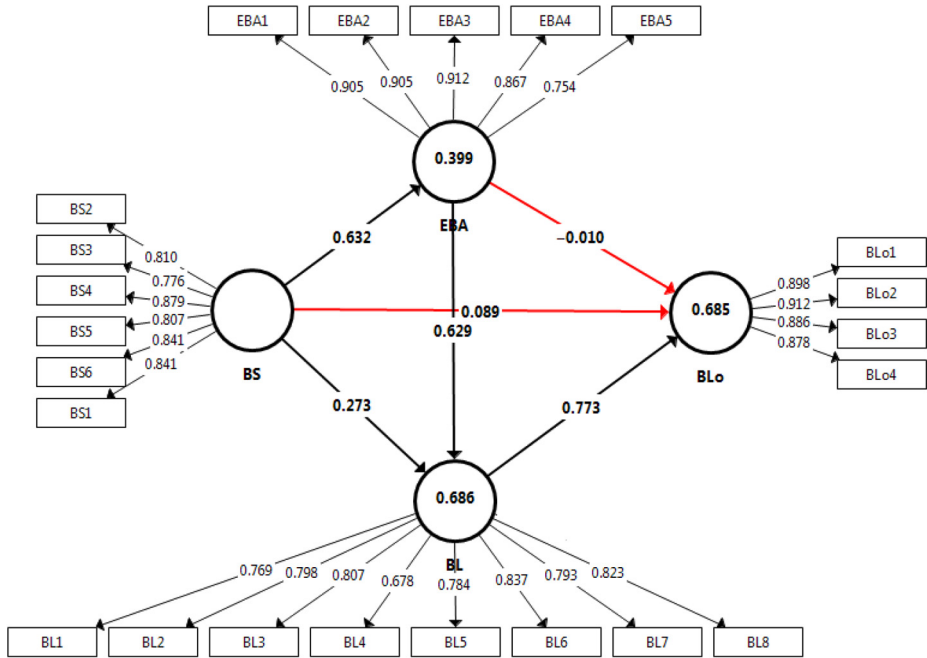 EBA1 EBA2 EBA3 EBA4 EBA5
0.905 0.905 0.912 0.867 0.754
0.399
EBA
BS2
BS3
BS4
BS5
BS6
BS1
0.810
0.776
0.879
0.807
0.841
0.841
BS
0.632
−0.010
0.089
0.629
0.273
0.773
0.685
BLo
0.898
0.912
0.886
0.878
BLo1
BLo2
BLo3
BLo4
0.686
BL
0.769 0.798 0.807 0.678 0.784 0.837 0.793 0.823
BL1 BL2 BL3 BL4 BL5 BL6 BL7 BL8